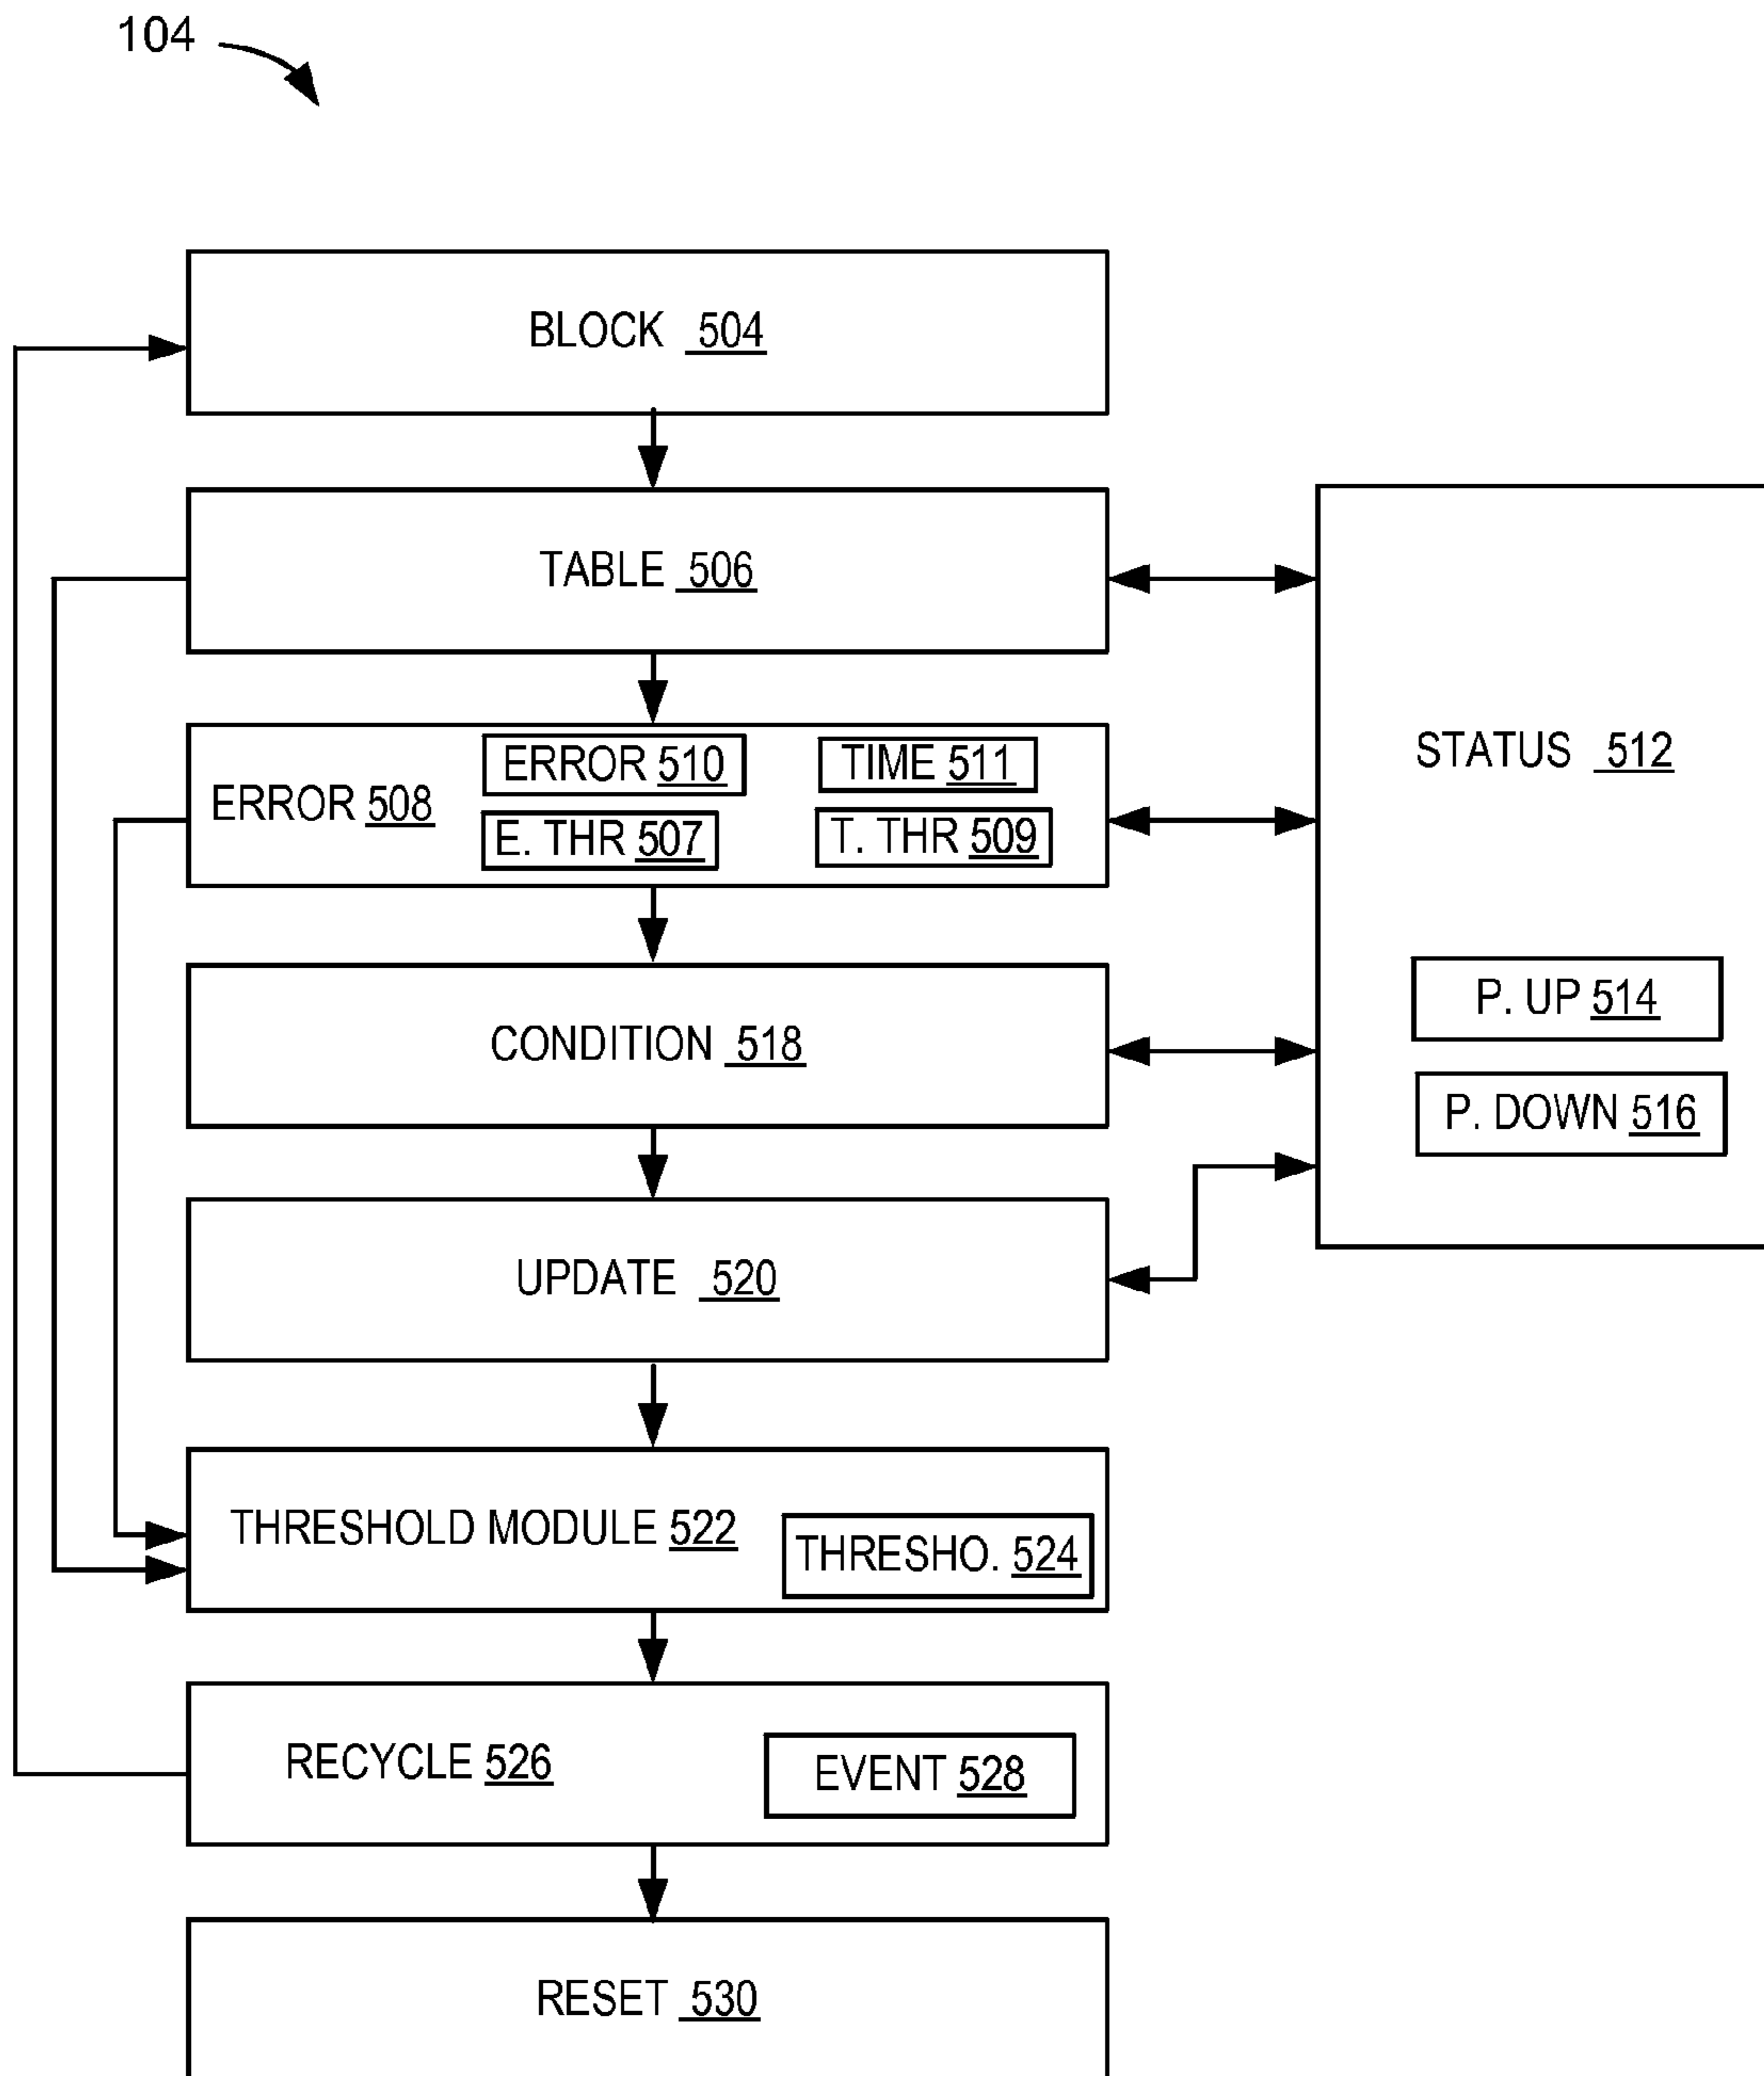 104
BLOCK 504
TABLE 506
ERROR 508
ERROR 510
TIME 511
E. THR 507
T. THR 509
STATUS 512
P. UP 514
P. DOWN 516
CONDITION 518
UPDATE 520
THRESHOLD MODULE 522
THRESHO. 524
RECYCLE 526
EVENT 528
RESET 530